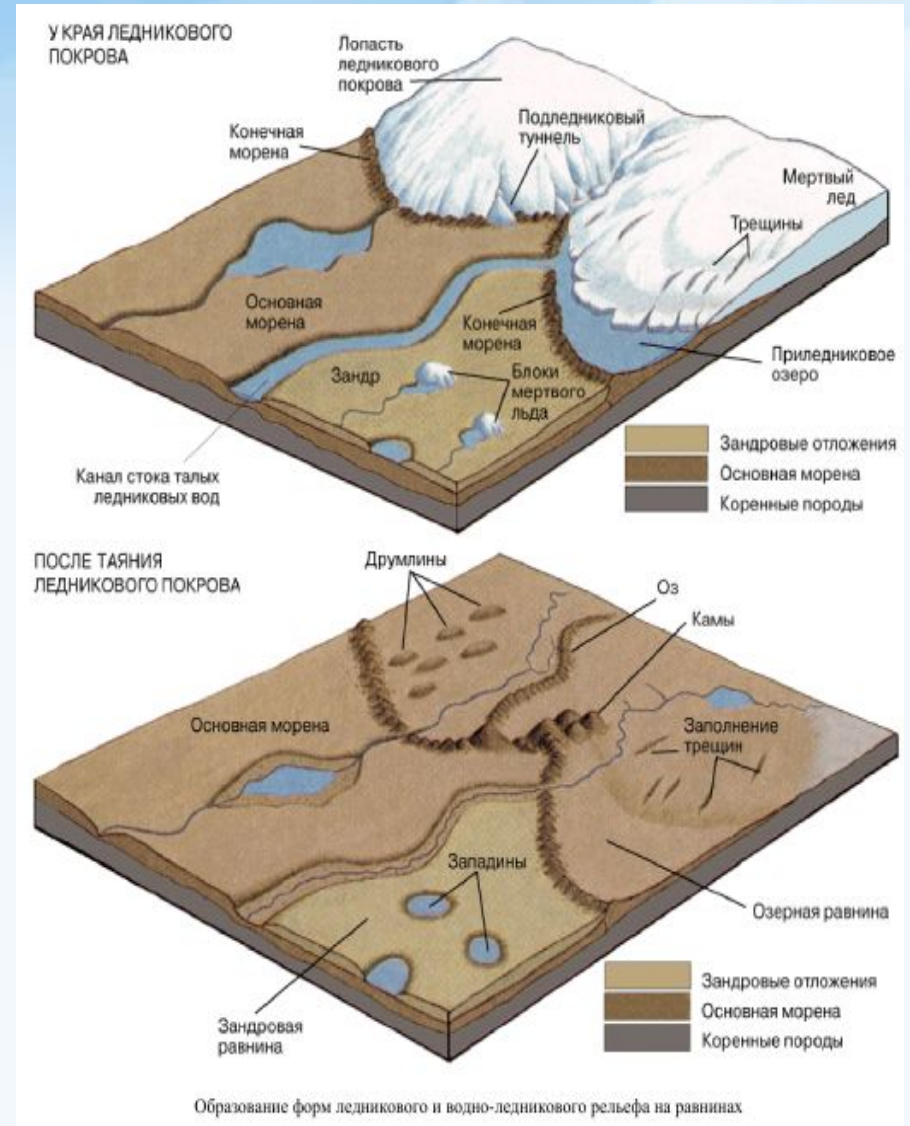 У КРАЯ ЛЕДНИКОВОГО
ПОКРОВА
Лопасть
ледникового
покрова
Подледниковый
туннель
Конечная
морена
Мертвый
лед
Трещины
Основная
морена
Конечная
морена
Приледниковое
озеро
Зандр
Блоки
мертвого
льда
Канал стока талых
ледниковых вод
Зандровые отложения
Основная морена
Коренные породы
ПОСЛЕ ТАЯНИЯ
ЛЕДНИКОВОГО ПОКРОВА
Друмлины
Оз
Камы
Основная морена
Заполнение
трещин
Западины
Озерная равнина
Зандровая
равнина
Зандровые отложения
Основная морена
Коренные породы
Образование форм ледникового и водно-ледникового рельефа на равнинах